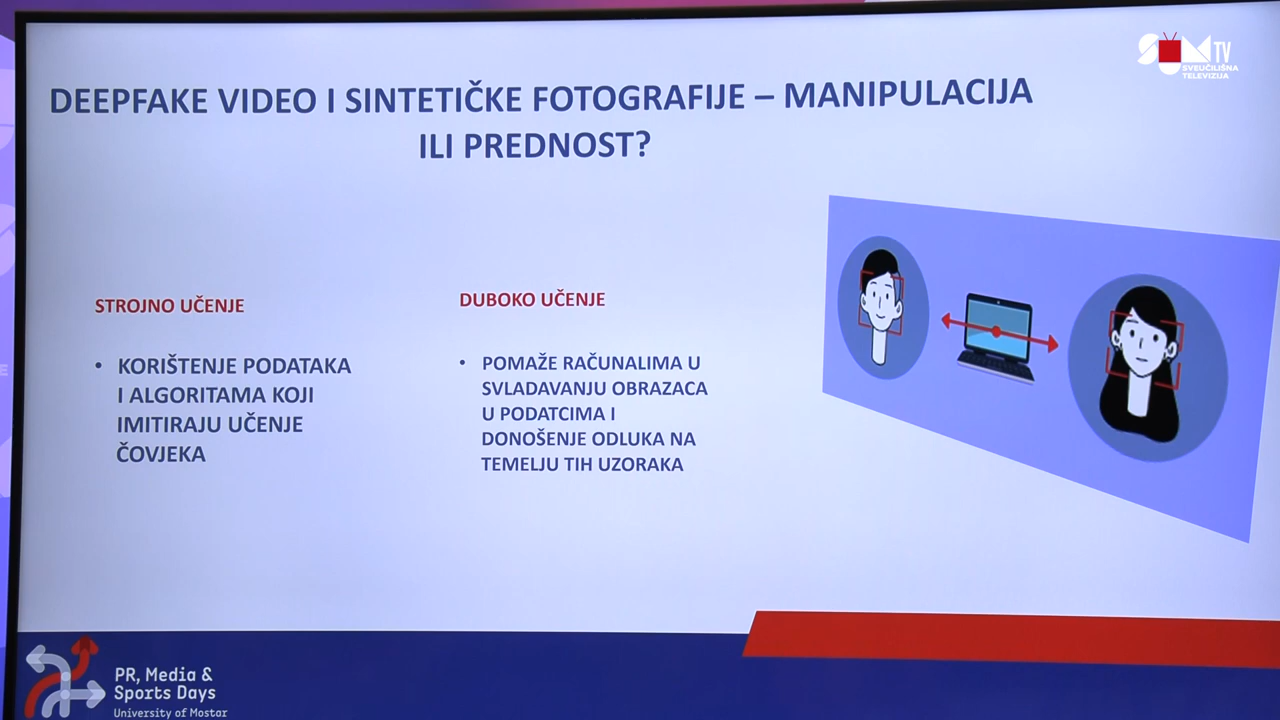 SUM TV
SVEUČILIŠNA
TELEVIZIJA
DEEPFAKE VIDEO I SINTETIČKE FOTOGRAFIJE – MANIPULACIJA
ILI PREDNOST?
STROJNO UČENJE
• KORIŠTENJE PODATAKA
I ALGORITAMA KOJI
IMITIRAJU UČENJE
ČOVJEKA
DUBOKO UČENJE
• POMAŽE RAČUNALIMA U
SVLADAVANJU OBRAZACA
U PODATCIMA I
DONOŠENJE ODLUKA NA
TEMELJU TIH UZORAKA
PR, Media &
Sports Days
University of Mostar